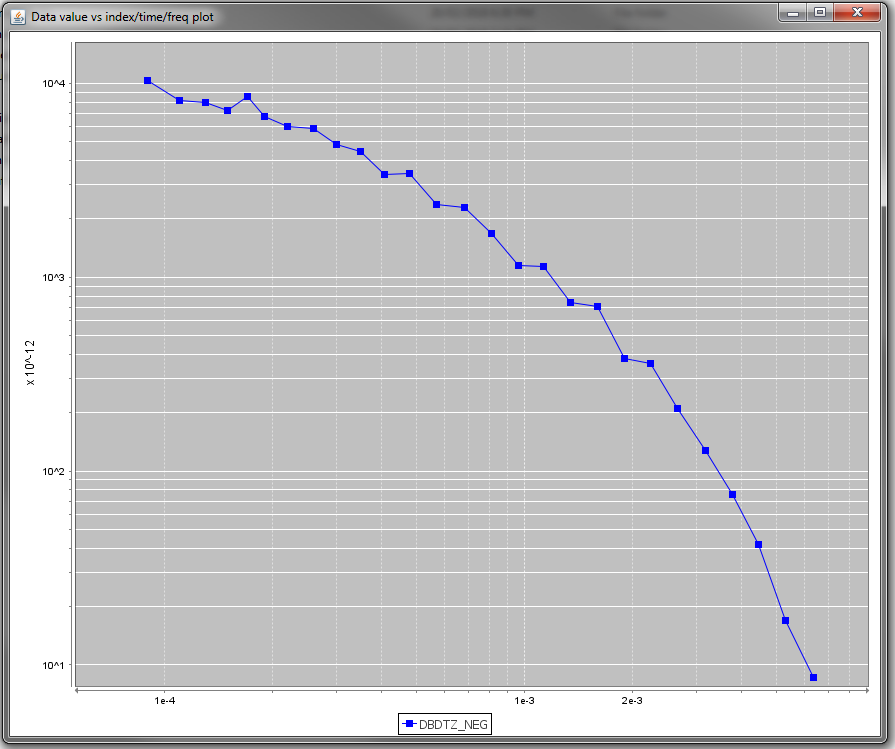 Data value vs index/time/freq plot
10^4
10^3
x 10^-12
10^2
10^1
1e-4
1e-3
2e-3
DBDTZ_NEG